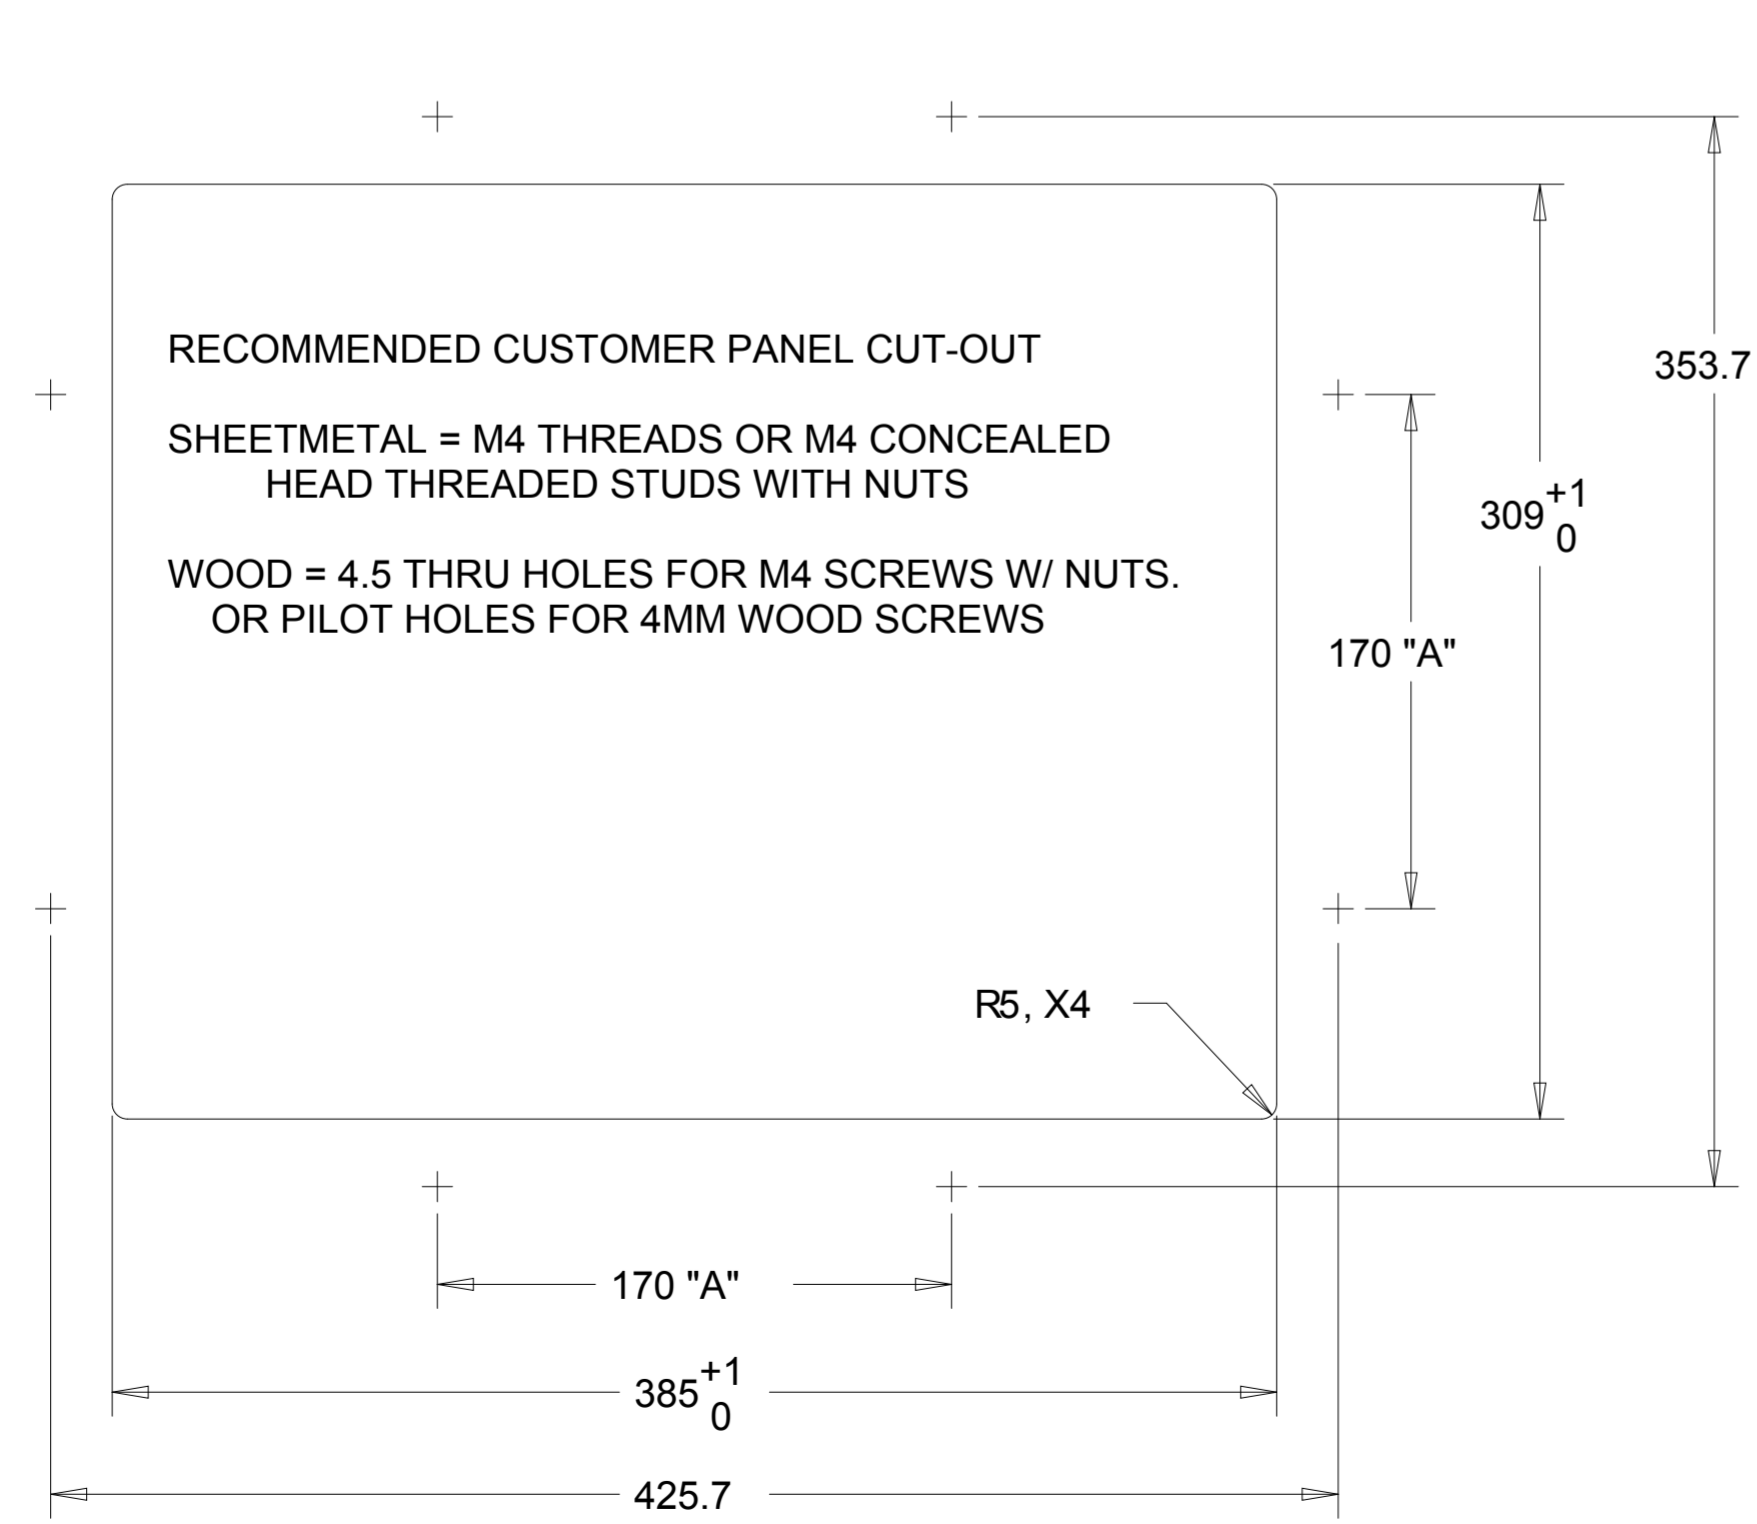 RECOMMENDED CUSTOMER PANEL CUT-OUT
353.7
SHEETMETAL = M4 THREADS OR M4 CONCEALED
HEAD THREADED STUDS WITH NUTS
309 +1 0
WOOD = 4.5 THRU HOLES FOR M4 SCREWS W/ NUTS.
OR PILOT HOLES FOR 4MM WOOD SCREWS
170 "A"
R5, X4
170 "A"
385 +1 0
425.7